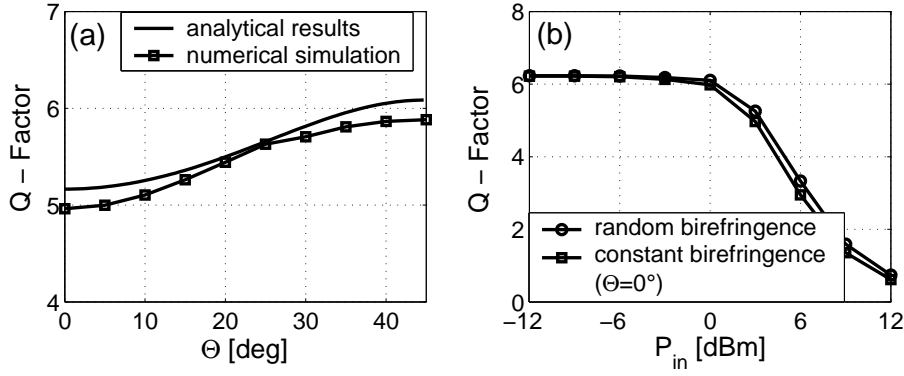 (a)
analytical results
numerical simulation
7
6
5
4
0
10
20
30
40
Q – Factor
Θ [deg]
(b)
8
6
4
2
0
−12
−6
0
6
12
Q – Factor
P_in [dBm]
random birefringence
constant birefringence
(Θ=0°)